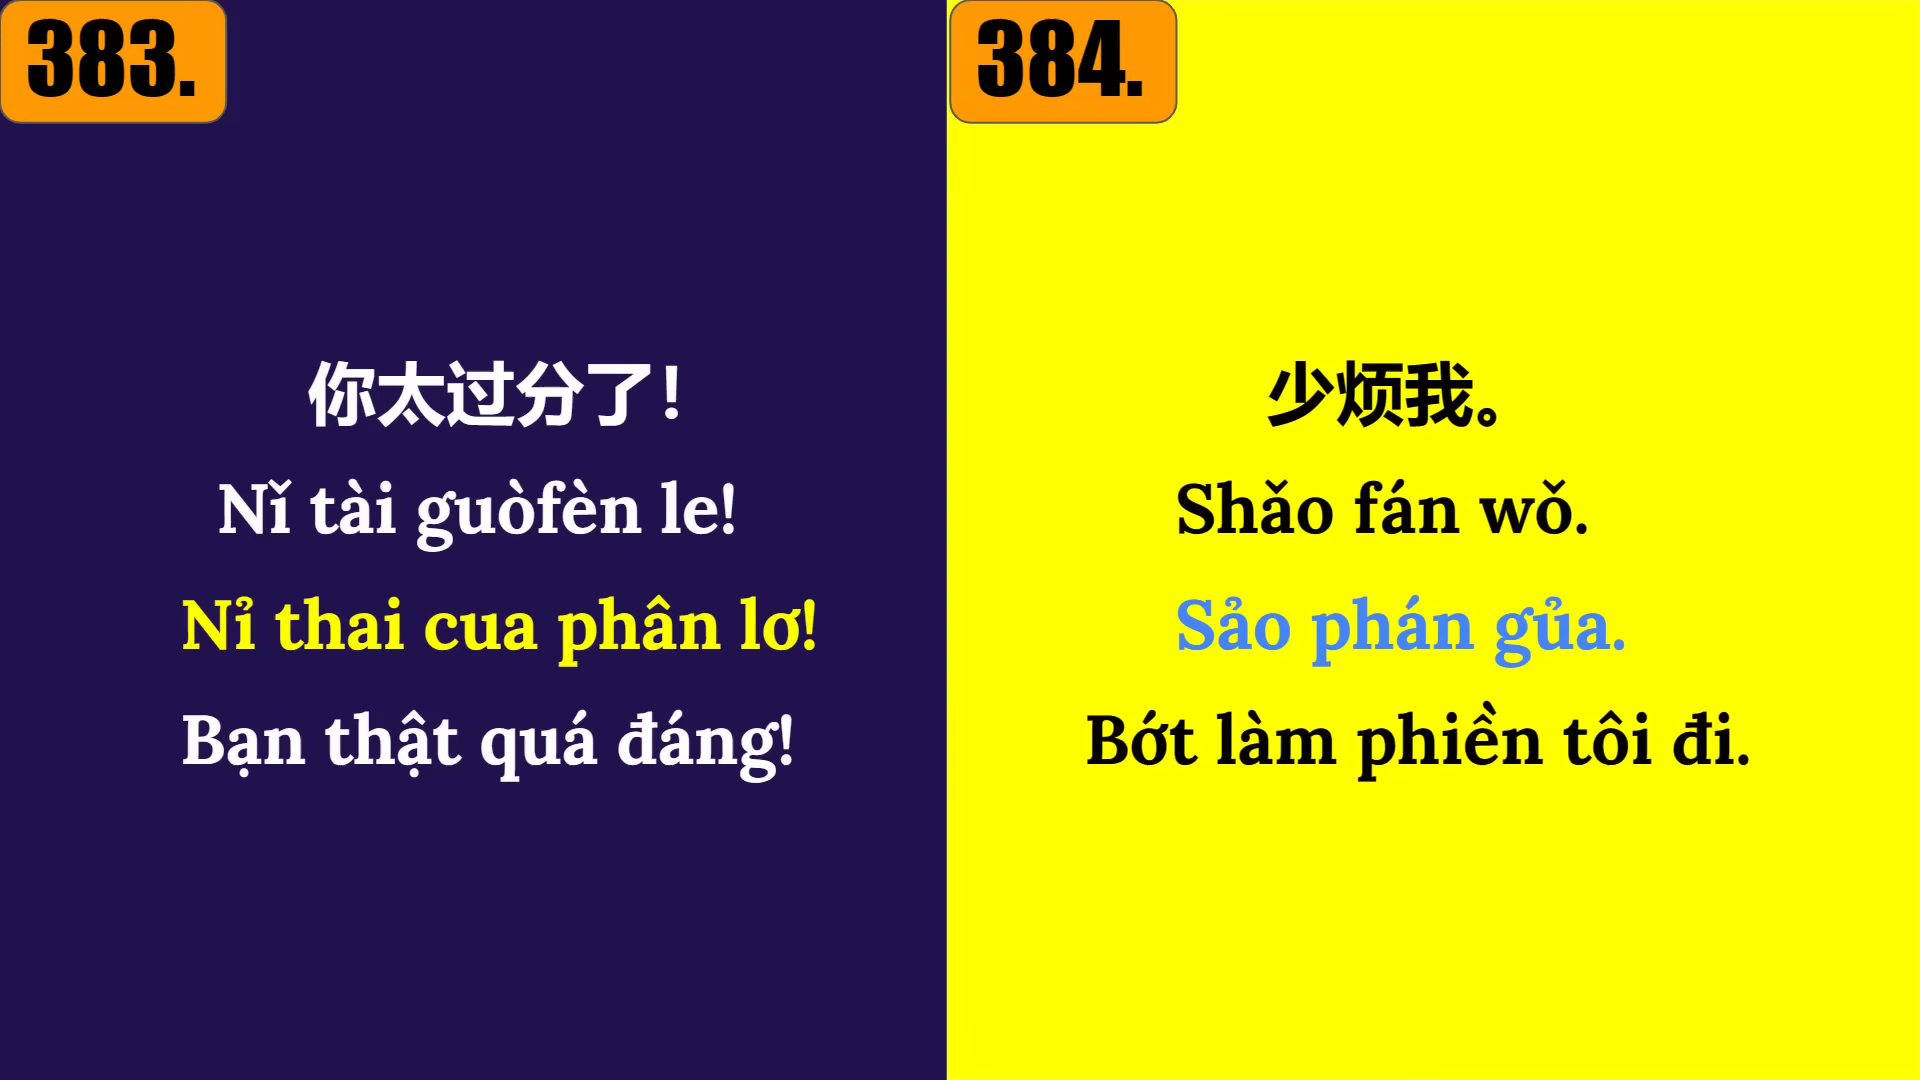 383.
你太过分了！
Nǐ tài guòfèn le!
Nỉ thai cua phân lơ!
Bạn thật quá đáng!
384.
少烦我。
Shǎo fán wǒ.
Sảo phán gủa.
Bớt làm phiền tôi đi.